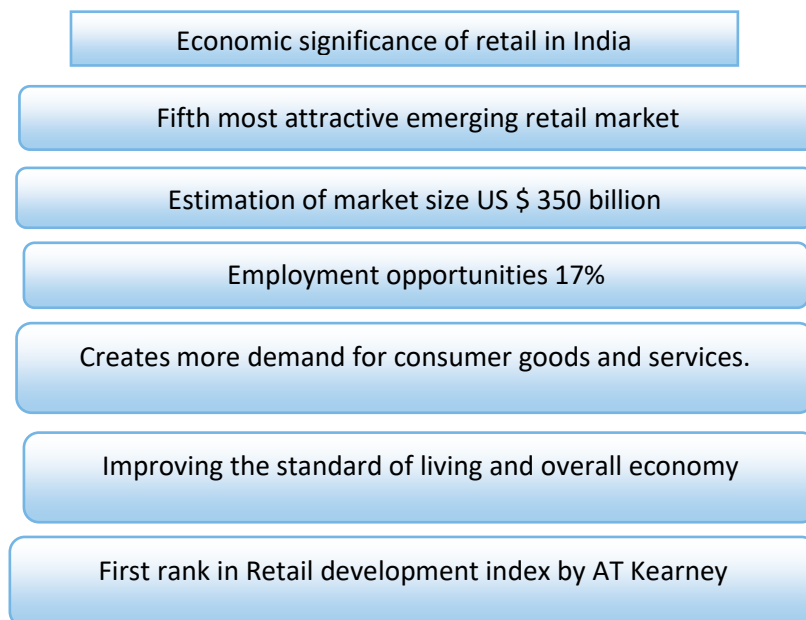 Economic significance of retail in India
Fifth most attractive emerging retail market
Estimation of market size US $ 350 billion
Employment opportunities 17%
Creates more demand for consumer goods and services.
Improving the standard of living and overall economy
First rank in Retail development index by AT Kearney